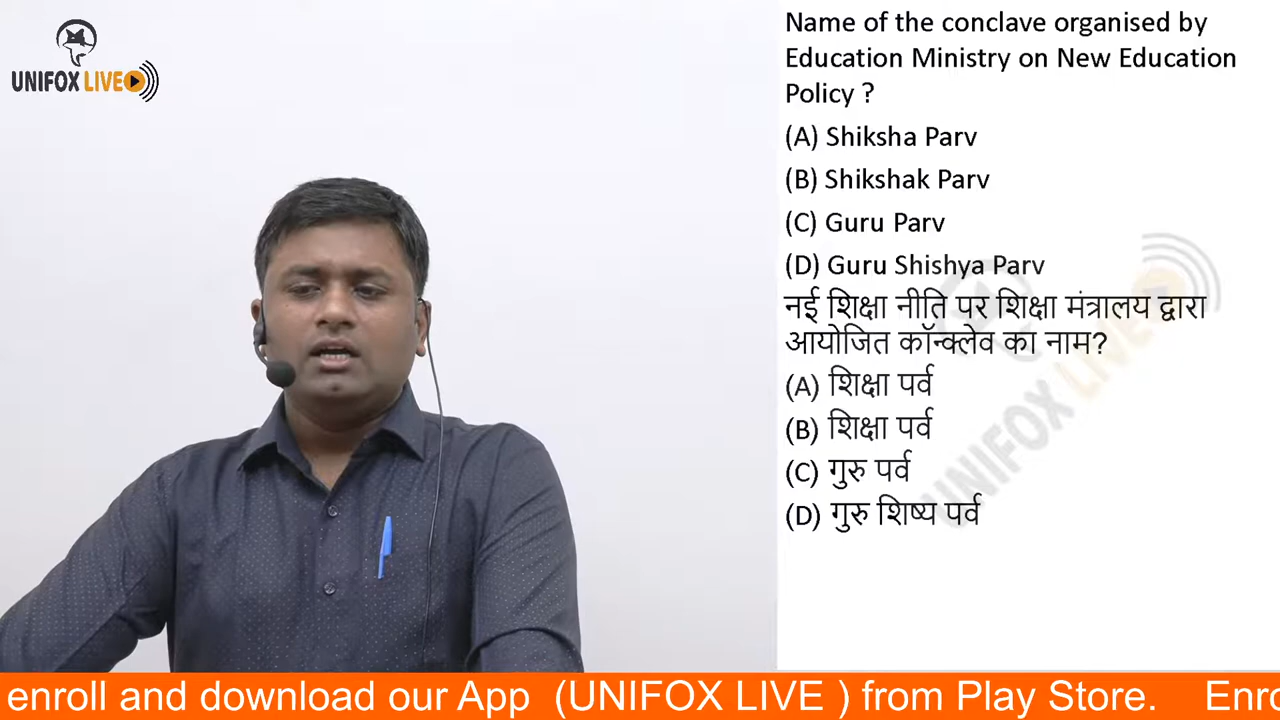 UNIFOX LIVE
Name of the conclave organised by
Education Ministry on New Education
Policy ?
(A) Shiksha Parv
(B) Shikshak Parv
(C) Guru Parv
(D) Guru Shishya Parv
नई शिक्षा नीति पर शिक्षा मंत्रालय द्वारा
आयोजित कॉन्क्लेव का नाम?
(A) शिक्षा पर्व
(B) शिक्षा पर्व
(C) गुरु पर्व
(D) गुरु शिष्य पर्व
UNIFOX LIVE
enroll and download our App (UNIFOX LIVE ) from Play Store. Enro